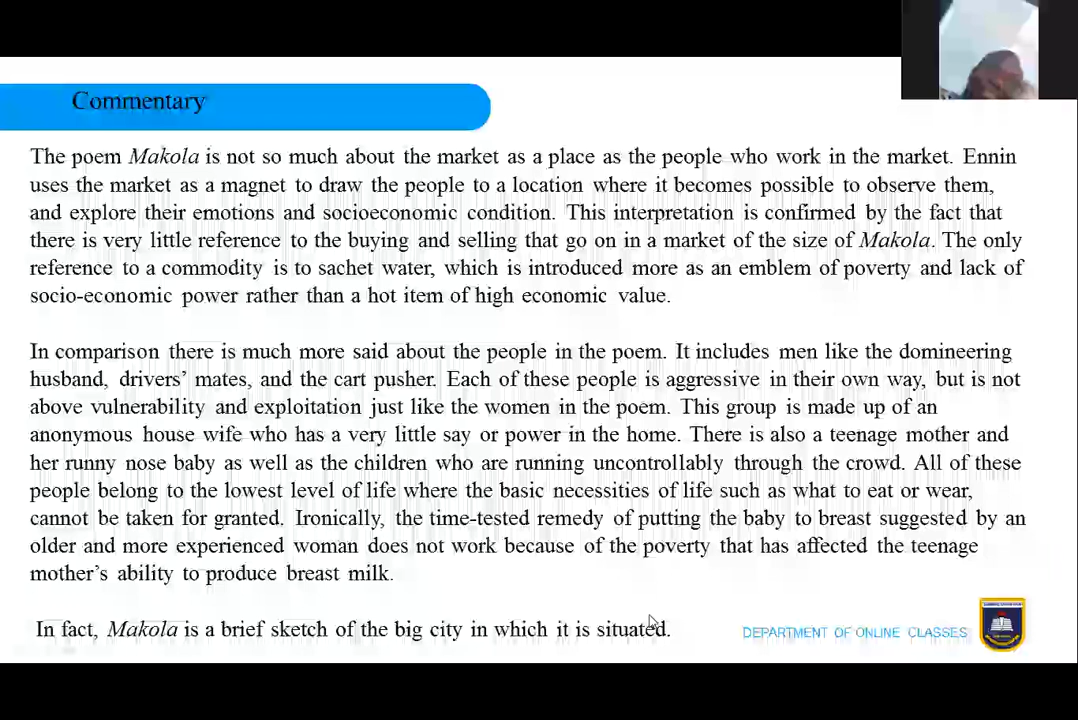 Commentary
The poem Makola is not so much about the market as a place as the people who work in the market. Ennin
uses the market as a magnet to draw the people to a location where it becomes possible to observe them,
and explore their emotions and socioeconomic condition. This interpretation is confirmed by the fact that
there is very little reference to the buying and selling that go on in a market of the size of Makola. The only
reference to a commodity is to sachet water, which is introduced more as an emblem of poverty and lack of
socio-economic power rather than a hot item of high economic value.
In comparison there is much more said about the people in the poem. It includes men like the domineering
husband, drivers' mates, and the cart pusher. Each of these people is aggressive in their own way, but is not
above vulnerability and exploitation just like the women in the poem. This group is made up of an
anonymous house wife who has a very little say or power in the home. There is also a teenage mother and
her runny nose baby as well as the children who are running uncontrollably through the crowd. All of these
people belong to the lowest level of life where the basic necessities of life such as what to eat or wear,
cannot be taken for granted. Ironically, the time-tested remedy of putting the baby to breast suggested by an
older and more experienced woman does not work because of the poverty that has affected the teenage
mother's ability to produce breast milk.
In fact, Makola is a brief sketch of the big city in which it is situated.
DEPARTMENT OF ONLINE CLASSES